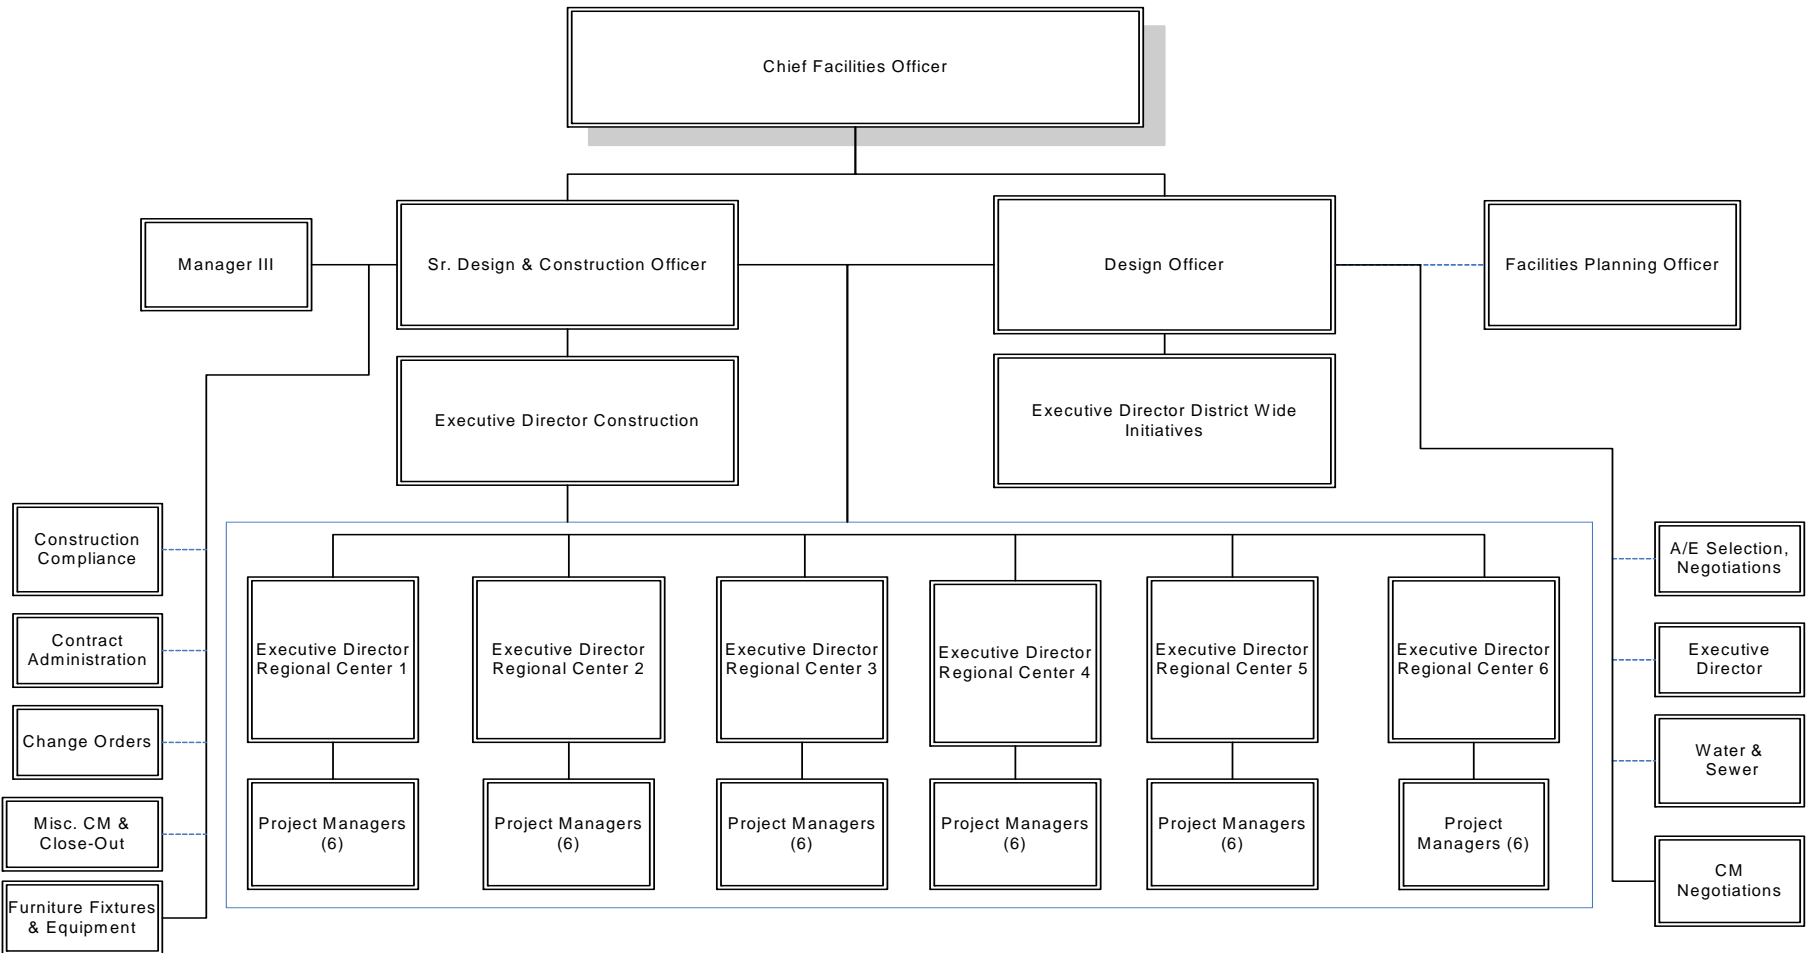 Chief Facilities Officer
Manager III
Sr. Design & Construction Officer
Design Officer
Facilities Planning Officer
Executive Director Construction
Executive Director District Wide
Initiatives
Construction
Compliance
Contract
Administration
Change Orders
Misc. CM &
Close-Out
Furniture Fixtures
& Equipment
Executive Director
Regional Center 1
Executive Director
Regional Center 2
Executive Director
Regional Center 3
Executive Director
Regional Center 4
Executive Director
Regional Center 5
Executive Director
Regional Center 6
Project Managers
(6)
Project Managers
(6)
Project Managers
(6)
Project Managers
(6)
Project Managers
(6)
Project
Managers (6)
A/E Selection,
Negotiations
Executive
Director
Water &
Sewer
CM
Negotiations